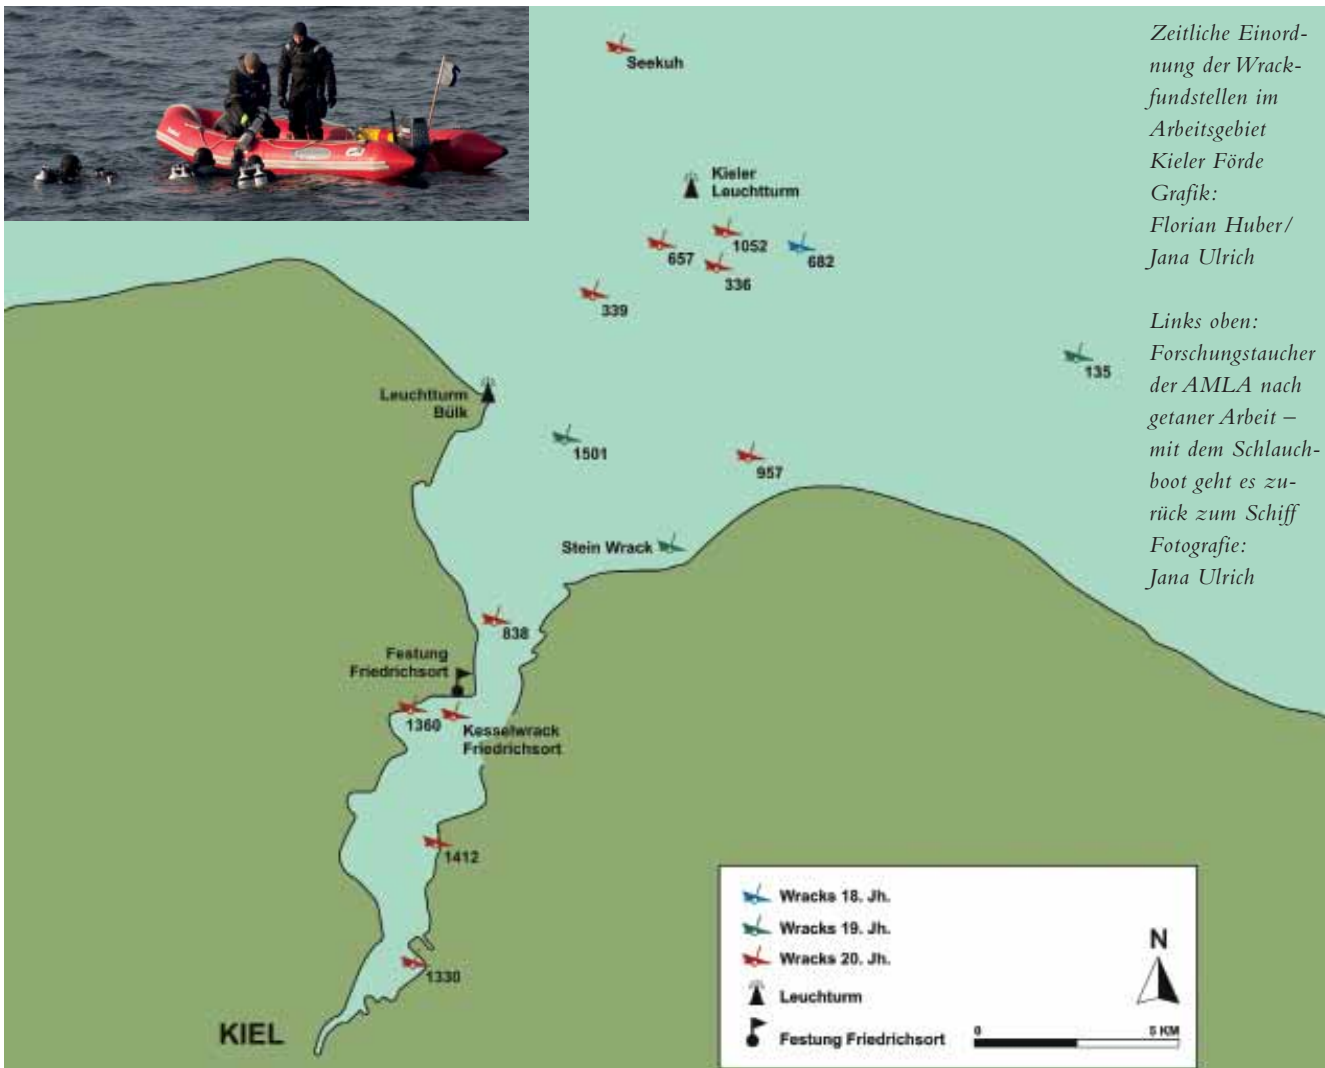 Zeitliche Einord-
nung der Wrack-
fundstellen im
Arbeitsgebiet
Kieler Förde
Grafik:
Florian Huber/
Jana Ulrich
Links oben:
Forschungstaucher
der AMLA nach
getaner Arbeit –
mit dem Schlauch-
boot geht es zu-
rück zum Schiff
Fotografie:
Jana Ulrich
Seekuh
Kieler
Leuchtturm
1052
657
682
336
339
135
Leuchtturm
Bülk
1501
957
Stein Wrack
838
Festung
Friedrichsort
1360
Kesselwrack
Friedrichsort
1412
1330
KIEL
Wracks 18. Jh.
Wracks 19. Jh.
Wracks 20. Jh.
Leuchturm
Festung Friedrichsort
N
0 5 KM